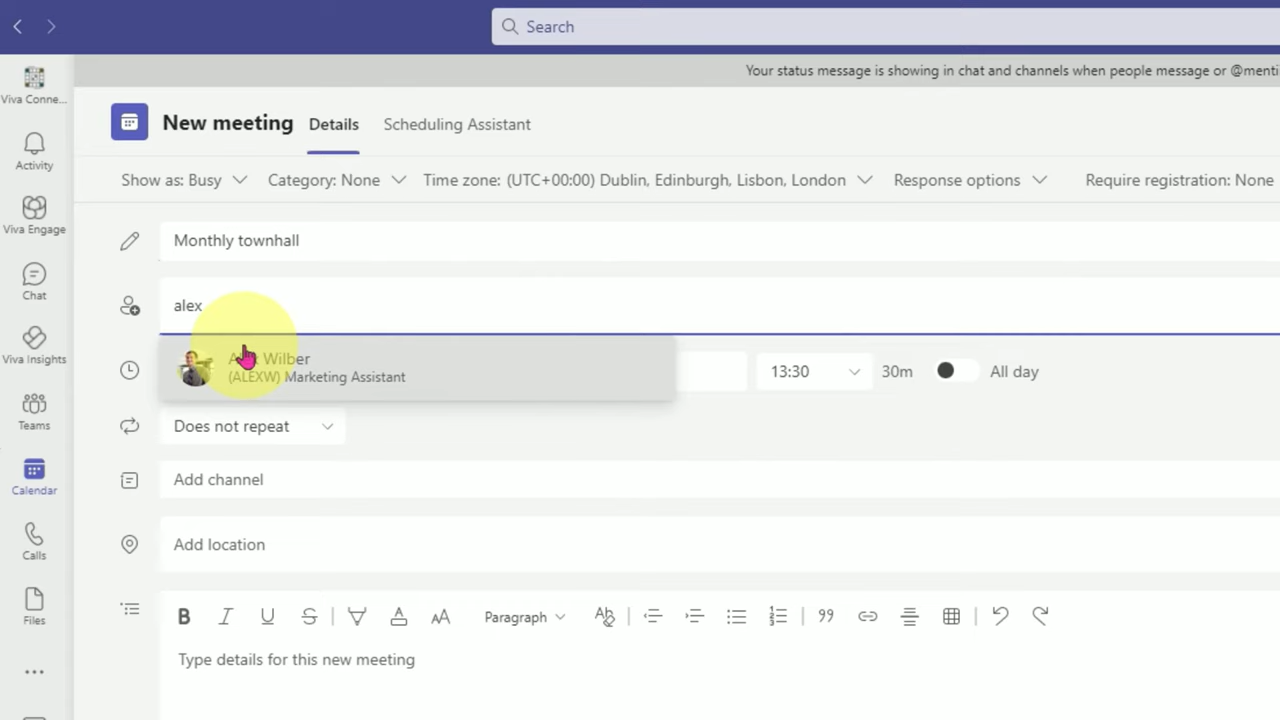 Search
Your status message is showing in chat and channels when people message or @menti
Viva Conne...
Activity
Viva Engage
Chat
Viva Insights
Teams
Calendar
Calls
Files
New meeting
Details
Scheduling Assistant
Show as: Busy
Category: None
Time zone: (UTC+00:00) Dublin, Edinburgh, Lisbon, London
Response options
Require registration: None
Monthly townhall
alex
Alex Wilber
(ALEXW) Marketing Assistant
13:30
30m
All day
Does not repeat
Add channel
Add location
Paragraph
Type details for this new meeting